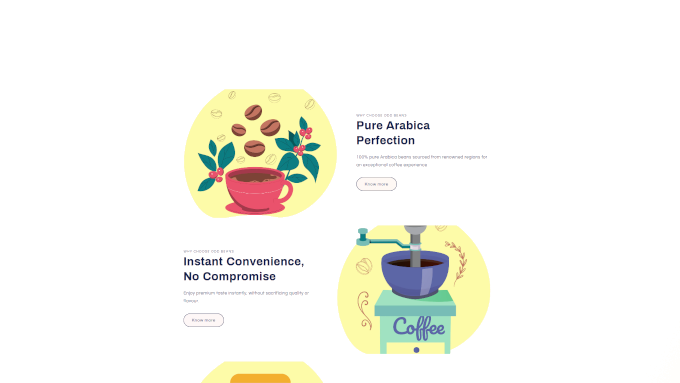 WHY CHOOSE ODD BEANS
Pure Arabica
Perfection
100% pure Arabica beans sourced from renowned regions for
an exceptional coffee experience
Know more
WHY CHOOSE ODD BEANS
Instant Convenience,
No Compromise
Enjoy premium taste instantly, without sacrificing quality or
flavour.
Know more
Coffee